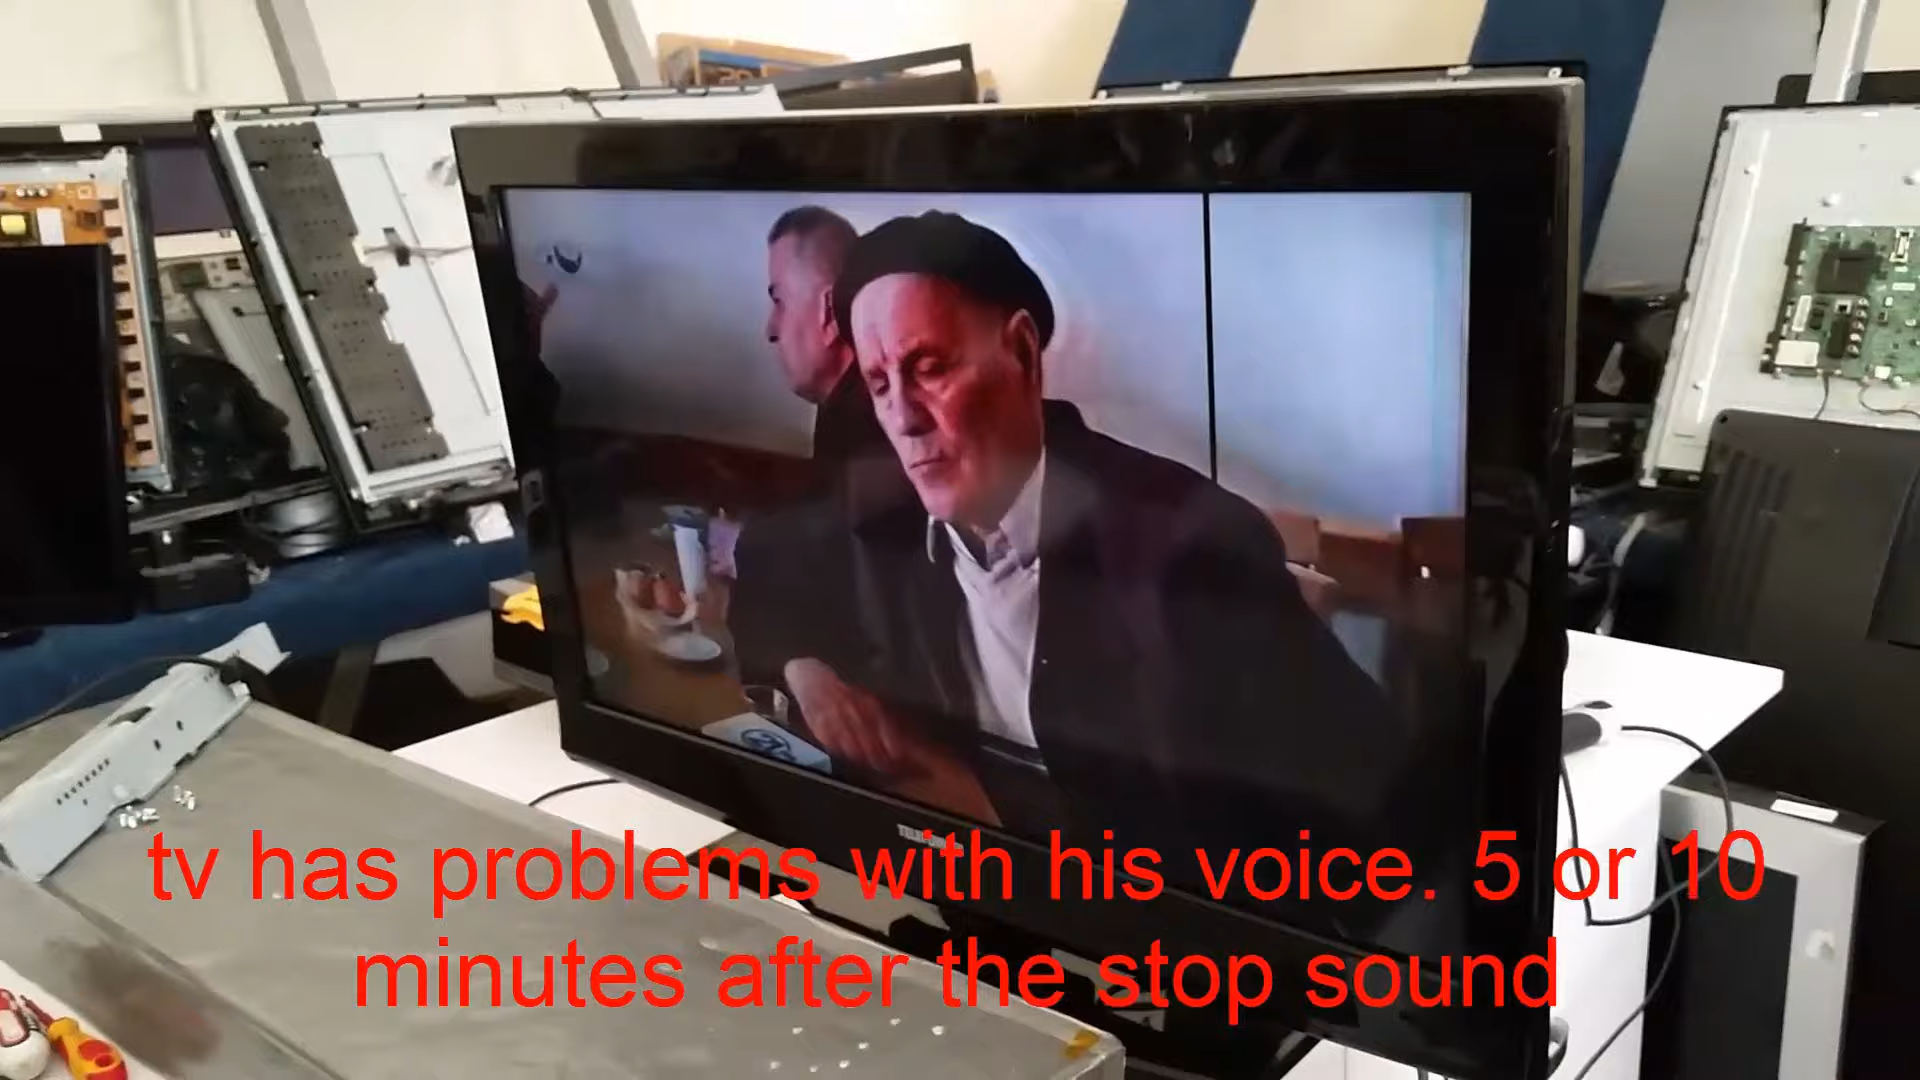 tv has problems with his voice. 5 or 10
minutes after the stop sound